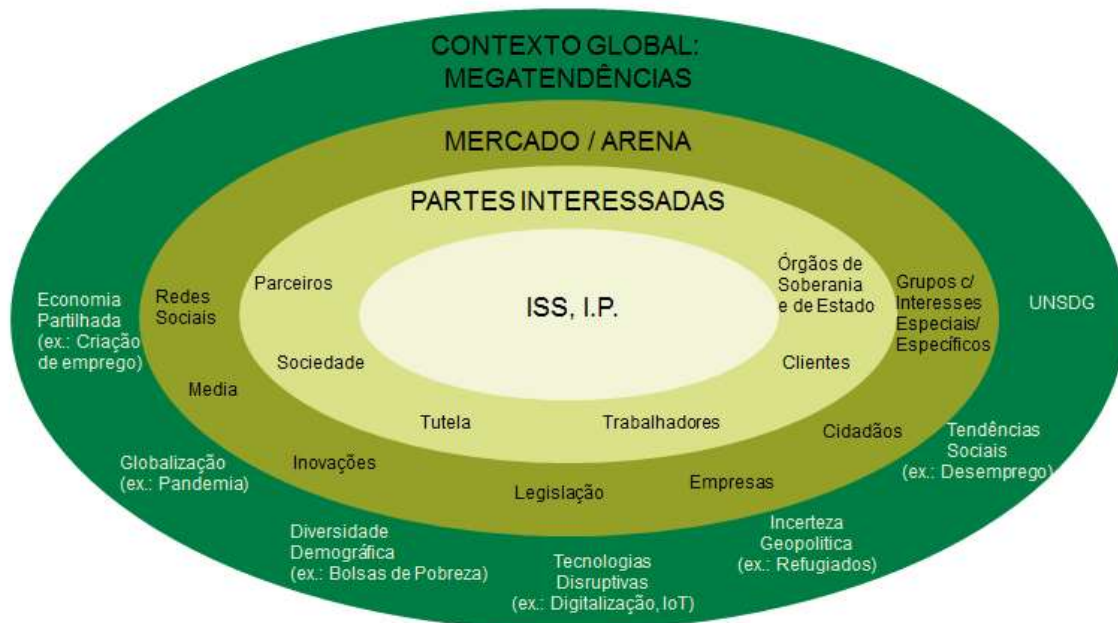 CONTEXTO GLOBAL:
MEGATENDÊNCIAS
MERCADO / ARENA
PARTES INTERESSADAS
ISS, I.P.
Parceiros
Sociedade
Tutela
Trabalhadores
Clientes
Órgãos de
Soberania
e de Estado
Redes
Sociais
Media
Inovações
Legislação
Empresas
Cidadãos
Grupos c/
Interesses
Especiais/
Específicos
Economia
Partilhada
(ex.: Criação
de emprego)
Globalização
(ex.: Pandemia)
Diversidade
Demográfica
(ex.: Bolsas de Pobreza)
Tecnologias
Disruptivas
(ex.: Digitalização, IoT)
Incerteza
Geopolitica
(ex.: Refugiados)
Tendências
Sociais
(ex.: Desemprego)
UNSDG